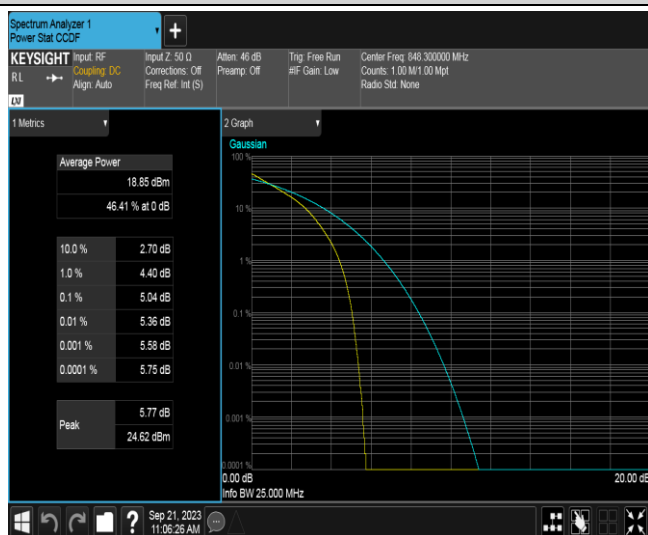 Spectrum Analyzer 1
Power Stat CCDF
+
KEYSIGHT
RL
LXI
Input: RF
Coupling: DC
Align: Auto
Input Z: 50 Ω
Corrections: Off
Freq Ref: Int (S)
Atten: 46 dB
Preamp: Off
Trig: Free Run
#IF Gain: Low
Center Freq: 848.300000 MHz
Counts: 1.00 M/1.00 Mpt
Radio Std: None
1 Metrics
Average Power
18.85 dBm
46.41 % at 0 dB
10.0 % 2.70 dB
1.0 % 4.40 dB
0.1 % 5.04 dB
0.01 % 5.36 dB
0.001 % 5.58 dB
0.0001 % 5.75 dB
Peak
5.77 dB
24.62 dBm
2 Graph
Gaussian
100 %
10 %
1 %
0.1 %
0.01 %
0.001 %
0.0001 %
0.00 dB 20.00 dB
Info BW 25.000 MHz
?
Sep 21, 2023
11:06:26 AM